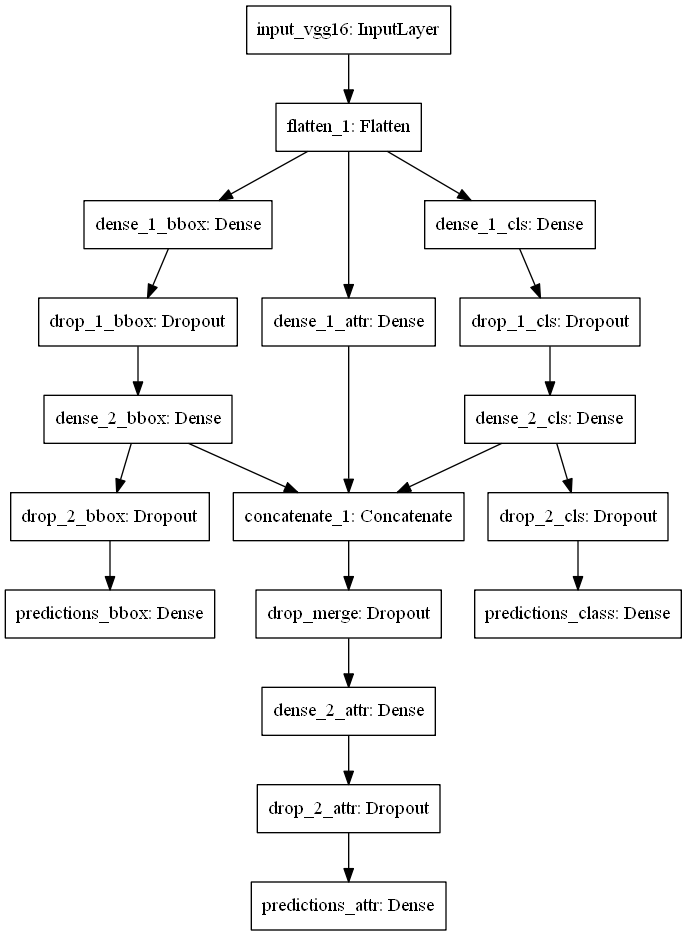 input_vgg16: InputLayer
flatten_1: Flatten
dense_1_bbox: Dense
dense_1_cls: Dense
drop_1_bbox: Dropout
dense_1_attr: Dense
drop_1_cls: Dropout
dense_2_bbox: Dense
dense_2_cls: Dense
drop_2_bbox: Dropout
concatenate_1: Concatenate
drop_2_cls: Dropout
predictions_bbox: Dense
drop_merge: Dropout
predictions_class: Dense
dense_2_attr: Dense
drop_2_attr: Dropout
predictions_attr: Dense